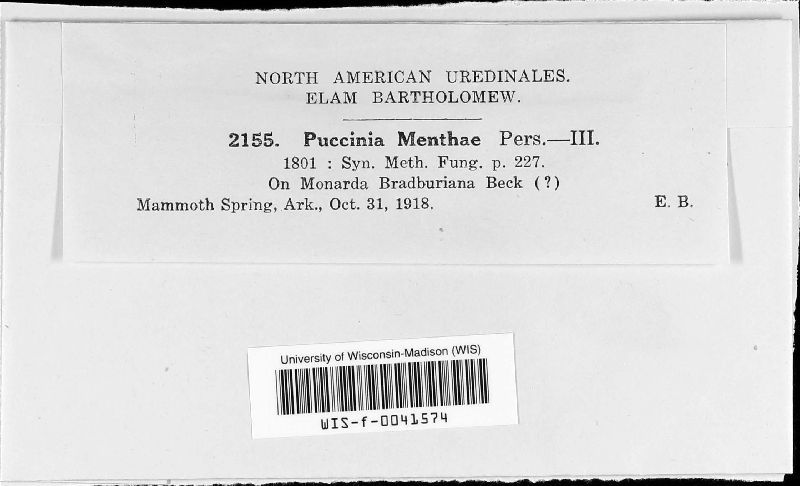 NORTH AMERICAN UREDINALES.
ELAM BARTHOLOMEW.
2155. Puccinia Menthae Pers.—III.
1801 : Syn. Meth. Fung. p. 227.
On Monarda Bradburiana Beck (?)
Mammoth Spring, Ark., Oct. 31, 1918. E. B.
University of Wisconsin-Madison (WIS)
WIS-f-0041574